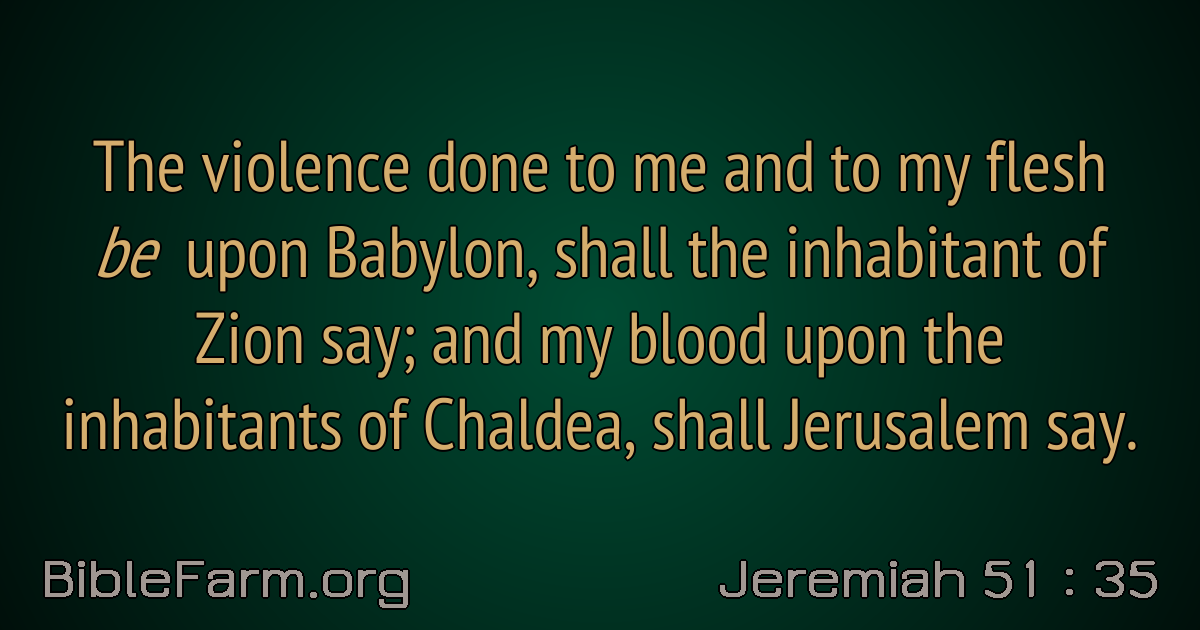 The violence done to me and to my flesh
be upon Babylon, shall the inhabitant of
Zion say; and my blood upon the
inhabitants of Chaldea, shall Jerusalem say.
BibleFarm.org
Jeremiah 51 : 35